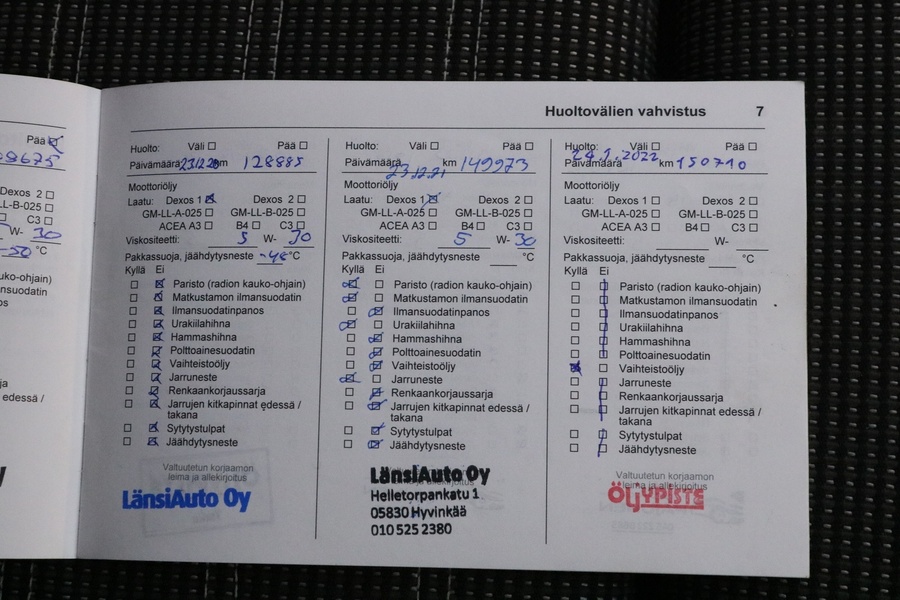 Huoltovälien vahvistus 7
Pää
Dexos 2
LL-B-025
C3
W- 30
-50 °C
uko-ohjain)
nsuodatin
os
ja
edessä /
Huolto: Väli Pää
Päivämäärä km 128885
Moottoriöljy
Laatu: Dexos 1 Dexos 2
GM-LL-A-025 GM-LL-B-025
ACEA A3 B4 C3
Viskositeetti: 5 W- 30
Pakkassuoja, jäähdytysneste °C
Kyllä Ei
Paristo (radion kauko-ohjain)
Matkustamon ilmansuodatin
Ilmansuodatinpanos
Urakiilahihna
Hammashihna
Polttoainesuodatin
Vaihteistoöljy
Jarruneste
Renkaankorjaussarja
Jarrujen kitkapinnat edessä /
takana
Sytytystulpat
Jäähdytysneste
Valtuutetun korjaamon
leima ja allekirjoitus
LänsiAuto Oy
Huolto: Väli Pää
Päivämäärä 23.12.21 km 149973
Moottoriöljy
Laatu: Dexos 1 Dexos 2
GM-LL-A-025 GM-LL-B-025
ACEA A3 B4 C3
Viskositeetti: 5 W- 30
Pakkassuoja, jäähdytysneste °C
Kyllä Ei
Paristo (radion kauko-ohjain)
Matkustamon ilmansuodatin
Ilmansuodatinpanos
Urakiilahihna
Hammashihna
Polttoainesuodatin
Vaihteistoöljy
Jarruneste
Renkaankorjaussarja
Jarrujen kitkapinnat edessä /
takana
Sytytystulpat
Jäähdytysneste
LänsiAuto Oy
Helletorpankatu 1
05830 Hyvinkää
010 525 2380
Huolto: Väli Pää
Päivämäärä 24.1.2022 km 150710
Moottoriöljy
Laatu: Dexos 1 Dexos 2
GM-LL-A-025 GM-LL-B-025
ACEA A3 B4 C3
Viskositeetti: W-
Pakkassuoja, jäähdytysneste °C
Kyllä Ei
Paristo (radion kauko-ohjain)
Matkustamon ilmansuodatin
Ilmansuodatinpanos
Urakiilahihna
Hammashihna
Polttoainesuodatin
Vaihteistoöljy
Jarruneste
Renkaankorjaussarja
Jarrujen kitkapinnat edessä /
takana
Sytytystulpat
Jäähdytysneste
Valtuutetun korjaamon
leima ja allekirjoitus
ÖLJYPISTE